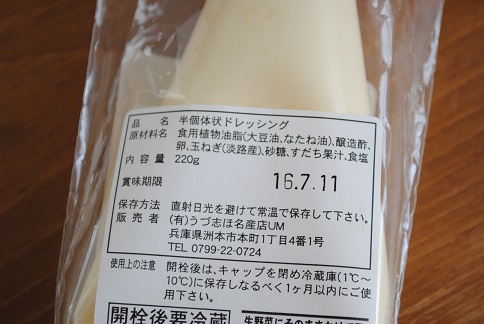 品名 半個体状ドレッシング
原材料名 食用植物油脂(大豆油、なたね油)、醸造酢、
卵、玉ねぎ(淡路産)、砂糖、すだち果汁、食塩
内容量 220g
賞味期限 16.7.11
保存方法 直射日光を避けて常温で保存して下さい。
販売者 (有)うづ志ほ名産店UM
兵庫県洲本市本町1丁目4番1号
TEL 0799-22-0724
使用上の注意 開栓後は、キャップを閉め冷蔵庫(1℃〜
10℃)に保存しなるべく1ヶ月以内にご使
用下さい。
開栓後要冷蔵